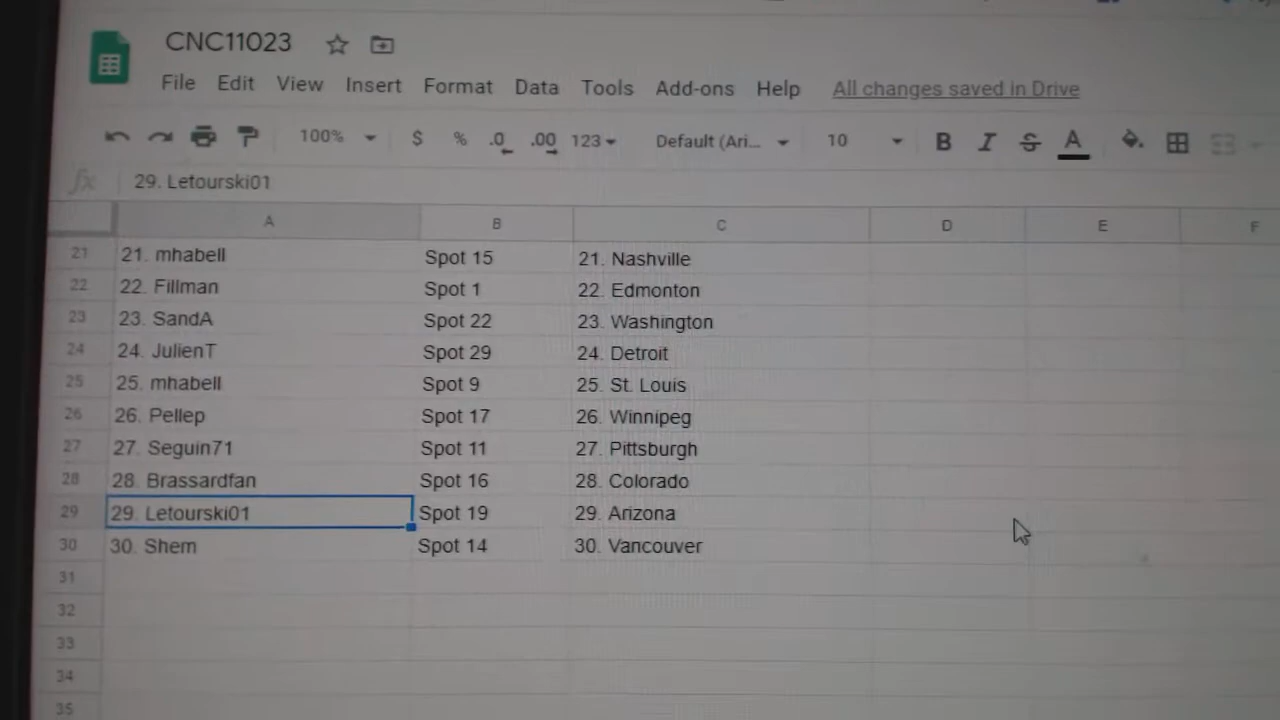 CNC11023
File Edit View Insert Format Data Tools Add-ons Help All changes saved in Drive
100% $ % .0 .00 123 Default (Ari... 10 B I S A
fx 29. Letourski01
A B C D E F
21 21. mhabell Spot 15 21. Nashville
22 22. Fillman Spot 1 22. Edmonton
23 23. SandA Spot 22 23. Washington
24 24. JulienT Spot 29 24. Detroit
25 25. mhabell Spot 9 25. St. Louis
26 26. Pellep Spot 17 26. Winnipeg
27 27. Seguin71 Spot 11 27. Pittsburgh
28 28. Brassardfan Spot 16 28. Colorado
29 29. Letourski01 Spot 19 29. Arizona
30 30. Shem Spot 14 30. Vancouver
31
32
33
34
35